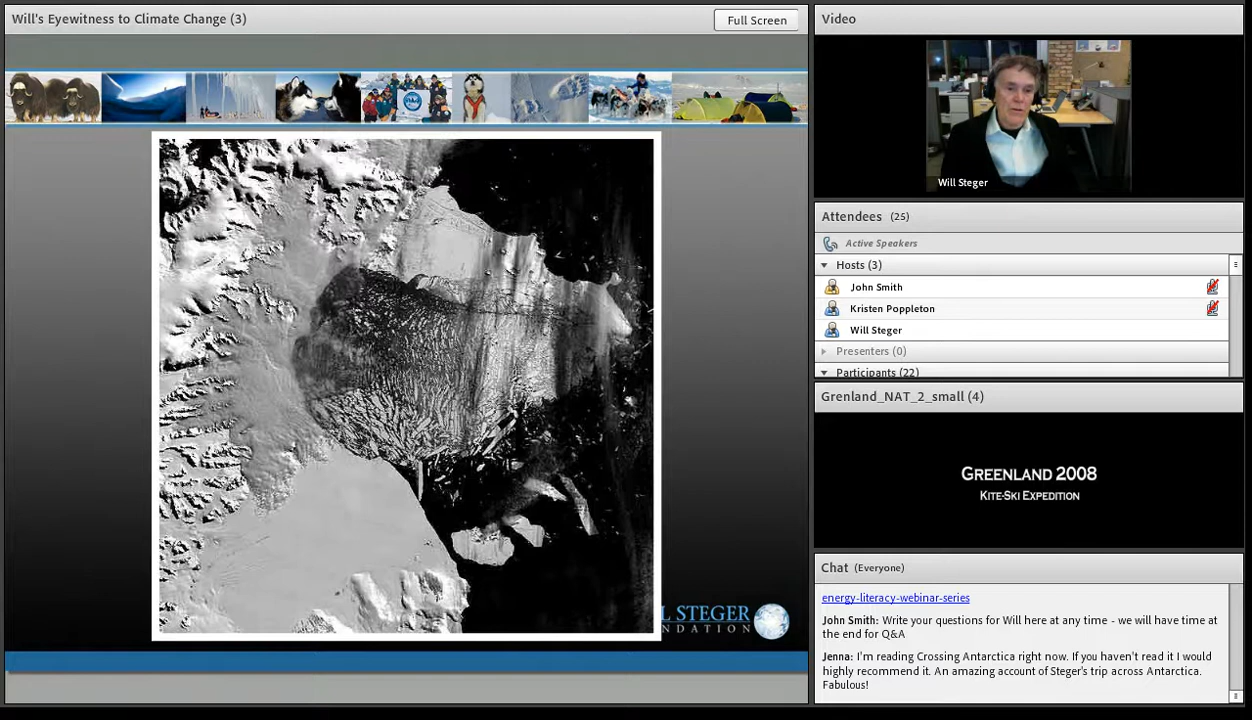 Will's Eyewitness to Climate Change (3)
Full Screen
L STEGER
NDATION
Video
Will Steger
Attendees (25)
Active Speakers
Hosts (3)
John Smith
Kristen Poppleton
Will Steger
Presenters (0)
Participants (22)
Grenland_NAT_2_small (4)
GREENLAND 2008
KITE-SKI EXPEDITION
Chat (Everyone)
energy-literacy-webinar-series
John Smith: Write your questions for Will here at any time - we will have time at
the end for Q&A
Jenna: I'm reading Crossing Antarctica right now. If you haven't read it I would
highly recommend it. An amazing account of Steger's trip across Antarctica.
Fabulous!